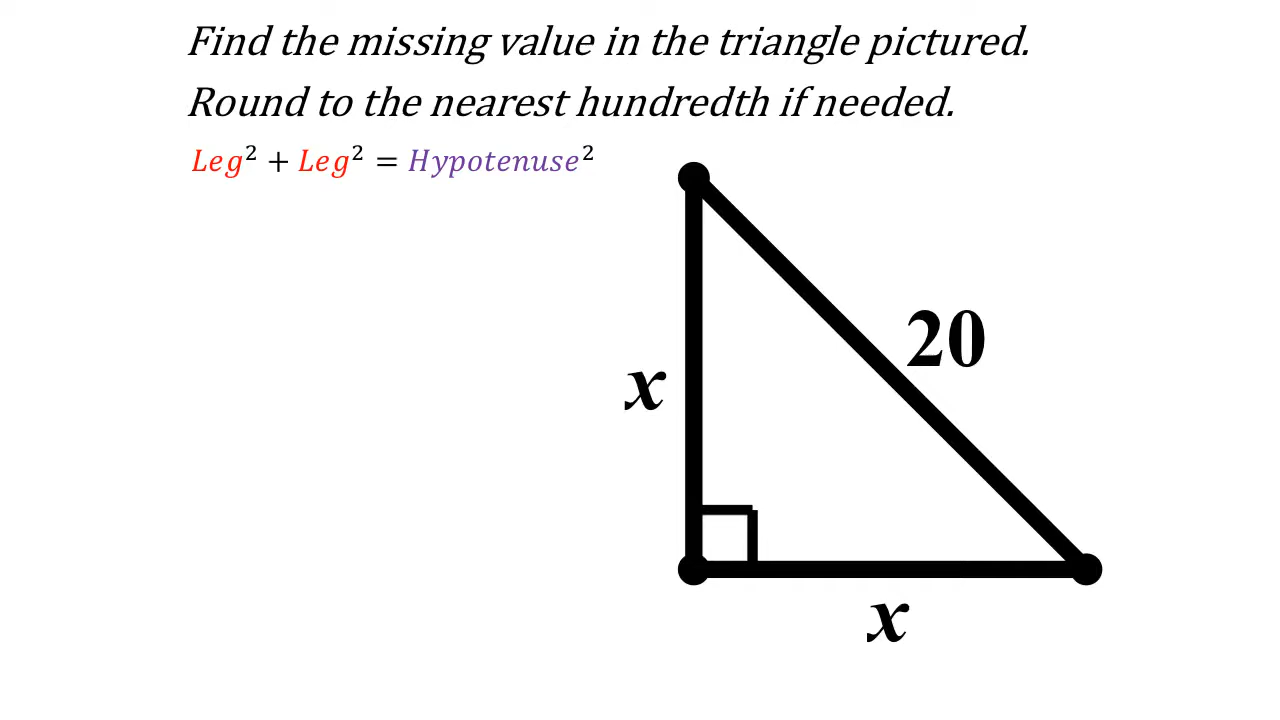 Find the missing value in the triangle pictured.
Round to the nearest hundredth if needed.
Leg² + Leg² = Hypotenuse²
20
x
x